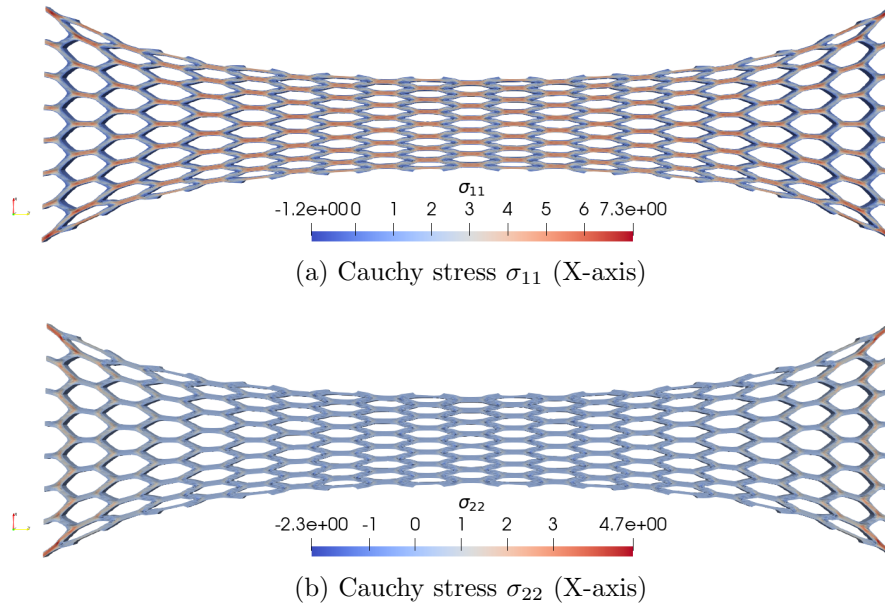 σ₁₁
-1.2e+00 0 1 2 3 4 5 6 7.3e+00
(a) Cauchy stress σ₁₁ (X-axis)
σ₂₂
-2.3e+00 -1 0 1 2 3 4.7e+00
(b) Cauchy stress σ₂₂ (X-axis)